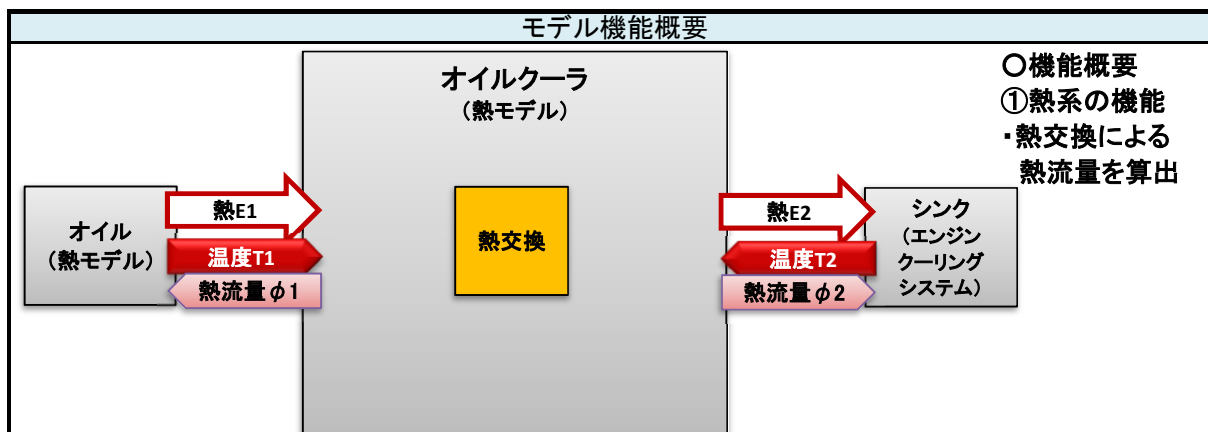 モデル機能概要
オイルクーラ
（熱モデル）
〇機能概要
①熱系の機能
・熱交換による
熱流量を算出
オイル
（熱モデル）
熱E1
温度T1
熱流量φ1
熱交換
熱E2
温度T2
熱流量φ2
シンク
（エンジン
クーリング
システム）